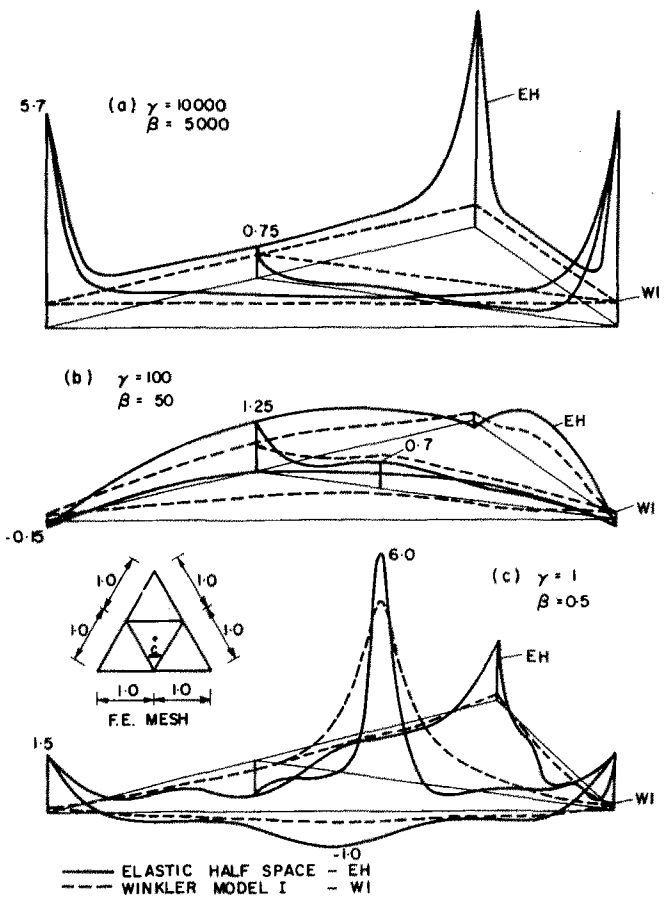 EH
5·7
(a) γ = 10000
β = 5000
0·75
WI
(b) γ = 100
β = 50
1·25
EH
0·7
WI
-0·15
6·0
(c) γ = 1
β = 0·5
1·0
1·0
1·0
1·0
C
1·0
1·0
F.E. MESH
EH
1·5
WI
-1·0
ELASTIC HALF SPACE – EH
WINKLER MODEL I – WI